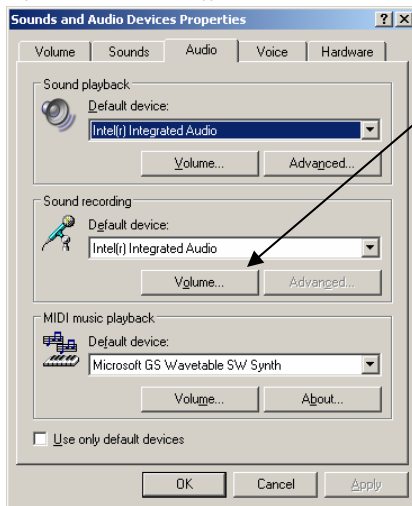 Sounds and Audio Devices Properties
Volume Sounds Audio Voice Hardware
Sound playback
Default device:
Intel(r) Integrated Audio
Volume... Advanced...
Sound recording
Default device:
Intel(r) Integrated Audio
Volume... Advanced...
MIDI music playback
Default device:
Microsoft GS Wavetable SW Synth
Volume... About...
Use only default devices
OK Cancel Apply